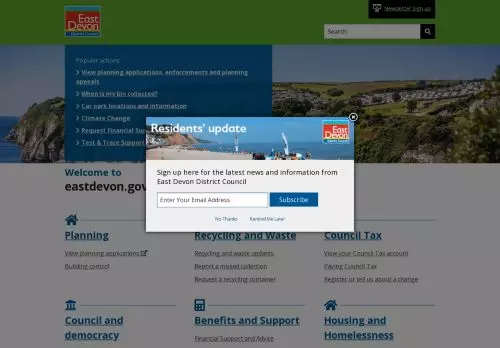 East
Devon
District Council
Newsletter Sign up
Search
Popular actions
View planning applications, enforcements and planning
appeals
When is my bin collected?
Car park locations and information
Climate Change
Request Financial Su
Test & Trace Support
Residents' update
East
Devon
District Council
Sign up here for the latest news and information from
East Devon District Council
Enter Your Email Address
Subscribe
No Thanks
Remind Me Later
Welcome to
eastdevon.gov
Planning
Recycling and Waste
Council Tax
View planning applications
Recycling and waste updates
View your Council Tax account
Building control
Report a missed collection
Paying Council Tax
Request a recycling container
Register or tell us about a change
Council and
democracy
Benefits and Support
Financial Support and Advice
Housing and
Homelessness